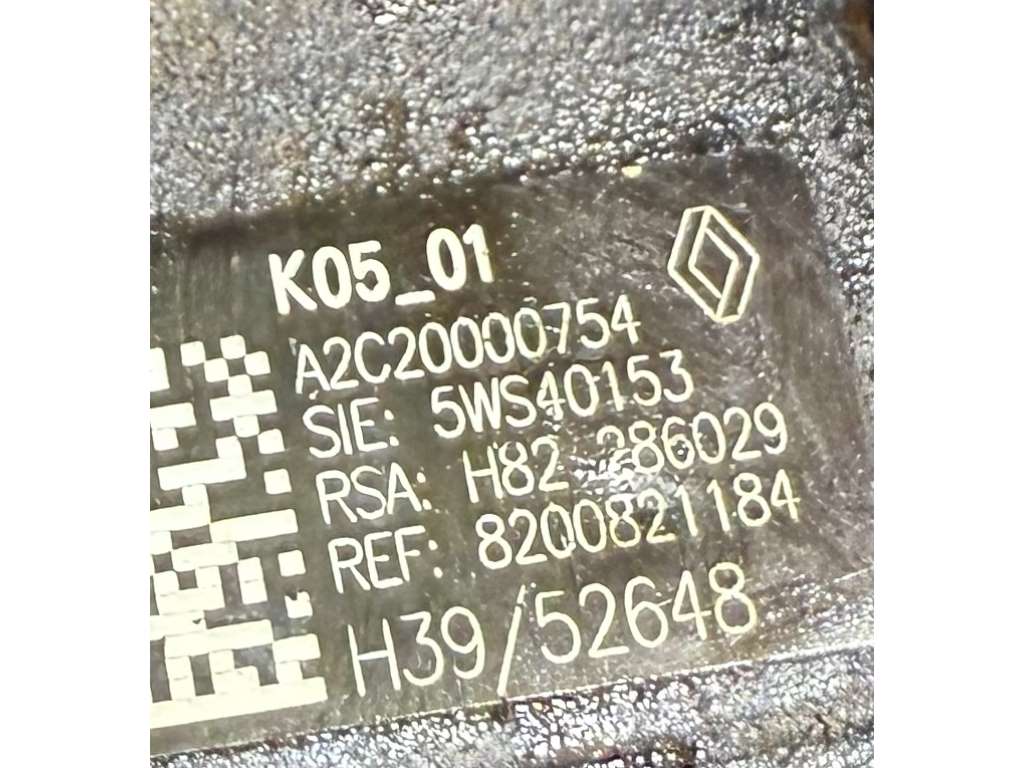 K05_01
A2C20000754
SIE: 5WS40153
RSA: H82 286029
REF: 8200821184
H39/52648